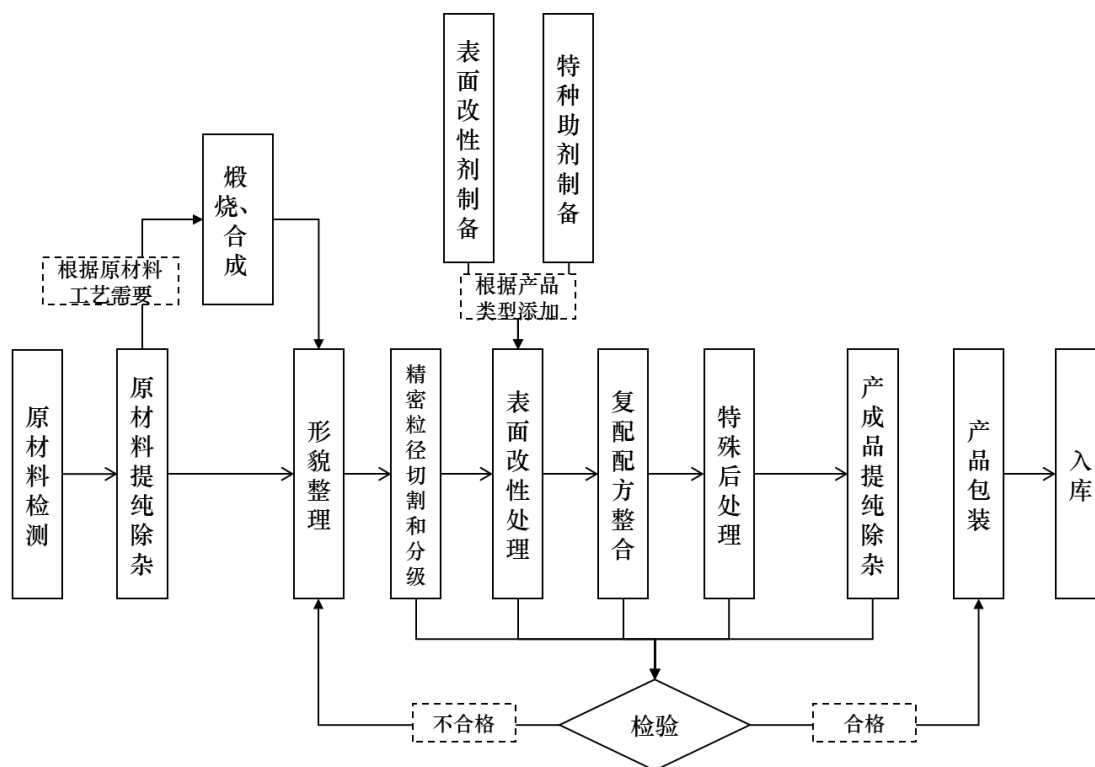 表面改性剂制备
特种助剂制备
煅烧、合成
根据原材料
工艺需要
根据产品
类型添加
原材料检测
原材料提纯除杂
形貌整理
精密粒径切割和分级
表面改性处理
复配配方整合
特殊后处理
产成品提纯除杂
产品包装
入库
不合格
检验
合格